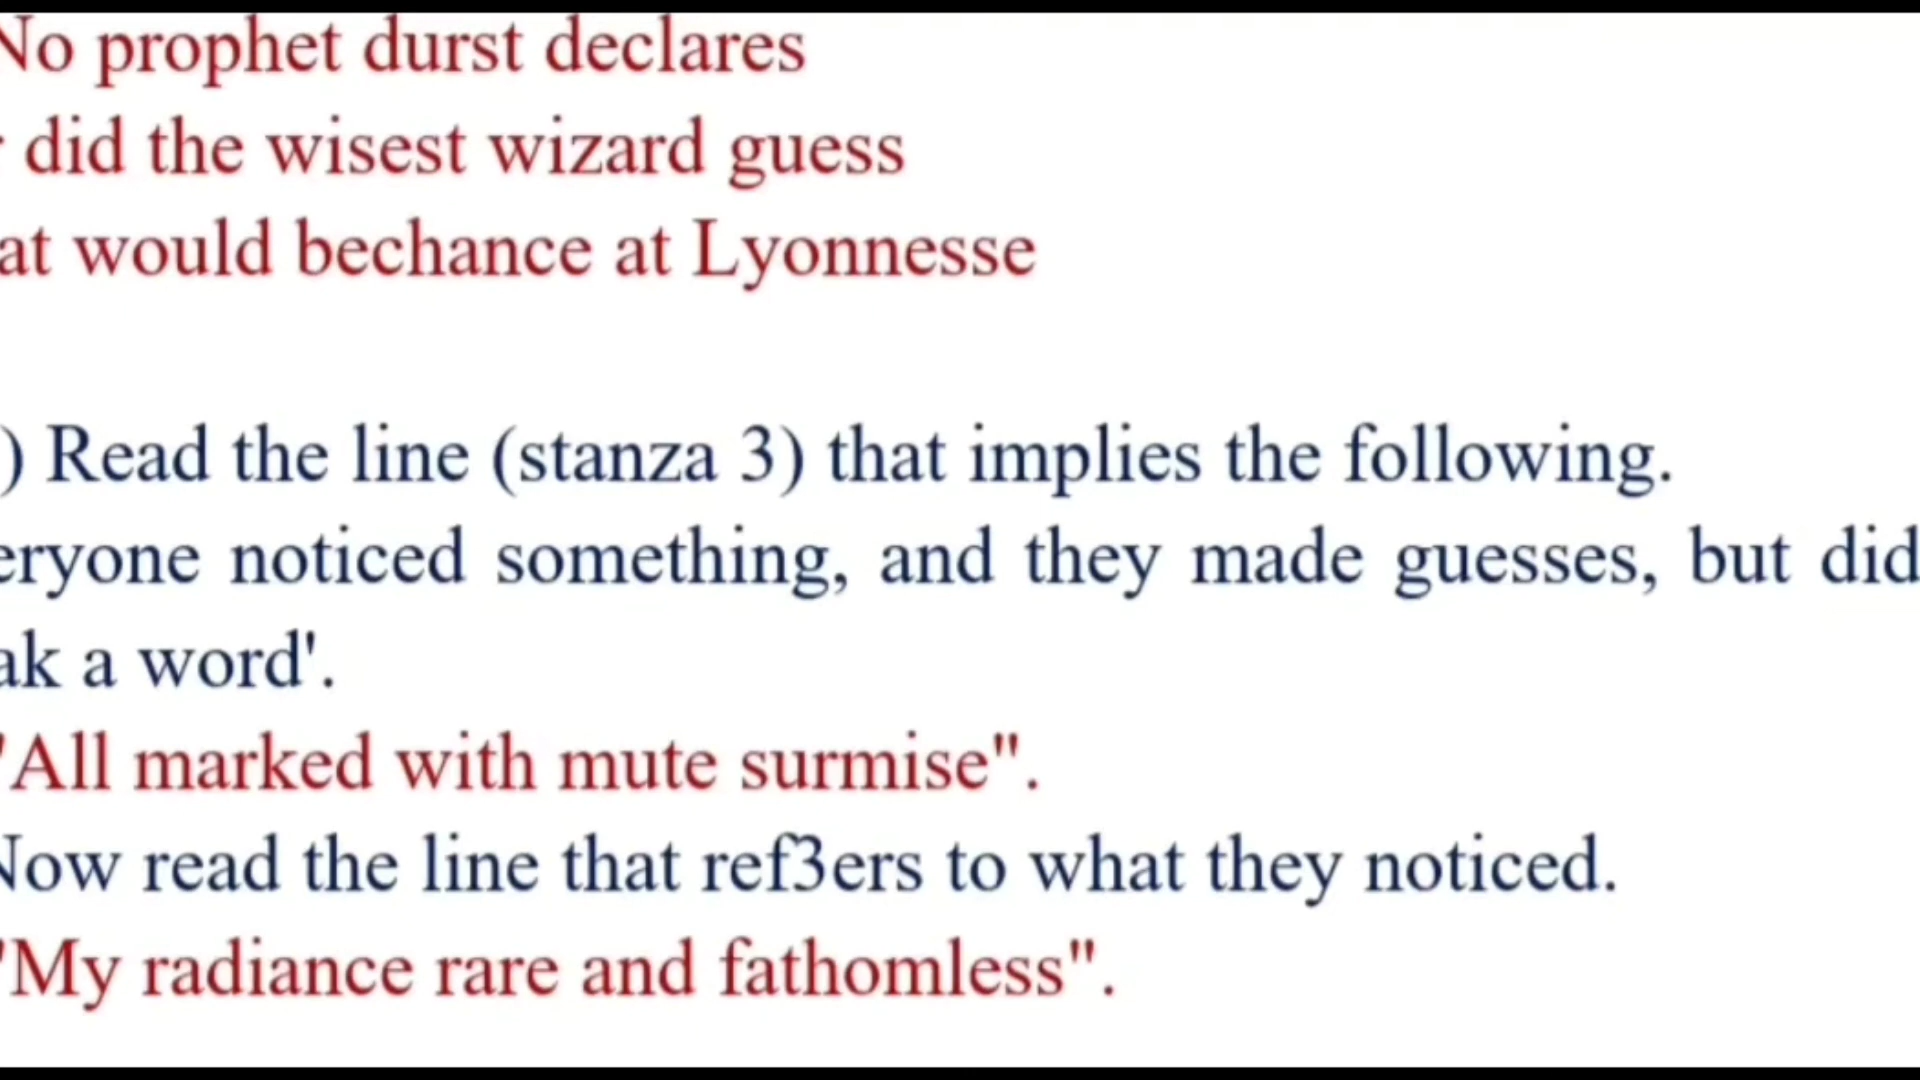 No prophet durst declares
did the wisest wizard guess
at would bechance at Lyonnesse
) Read the line (stanza 3) that implies the following.
eryone noticed something, and they made guesses, but did
ak a word'.
"All marked with mute surmise".
Now read the line that ref3ers to what they noticed.
"My radiance rare and fathomless".